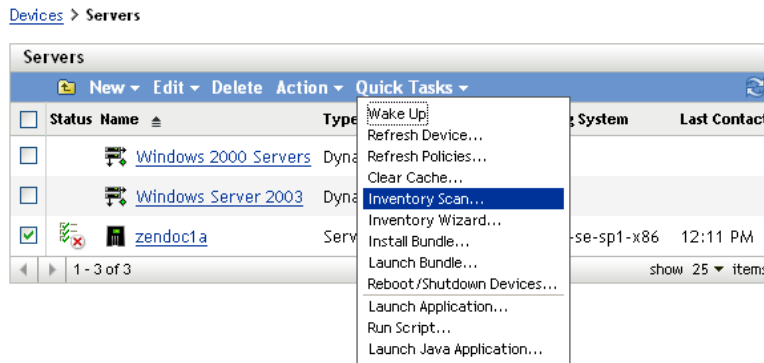 Devices > Servers
Servers
New Edit Delete Action Quick Tasks
Status Name Type System Last Contact
Windows 2000 Servers Dyna
Windows Server 2003 Dyna
zendoc1a Serv -se-sp1-x86 12:11 PM
1 - 3 of 3 show 25 items
Wake Up
Refresh Device...
Refresh Policies...
Clear Cache...
Inventory Scan...
Inventory Wizard...
Install Bundle...
Launch Bundle...
Reboot/Shutdown Devices...
Launch Application...
Run Script...
Launch Java Application...